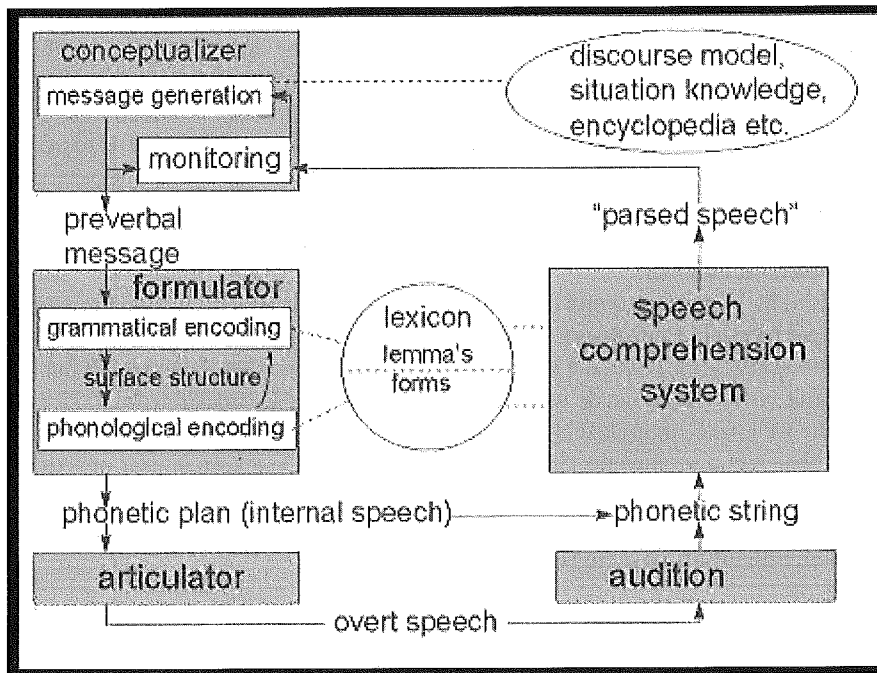 conceptualizer
message generation
monitoring
discourse model,
situation knowledge,
encyclopedia etc.
preverbal
message
"parsed speech"
formulator
grammatical encoding
surface structure
phonological encoding
lexicon
lemma's
forms
speech
comprehension
system
phonetic plan (internal speech)
phonetic string
articulator
audition
overt speech